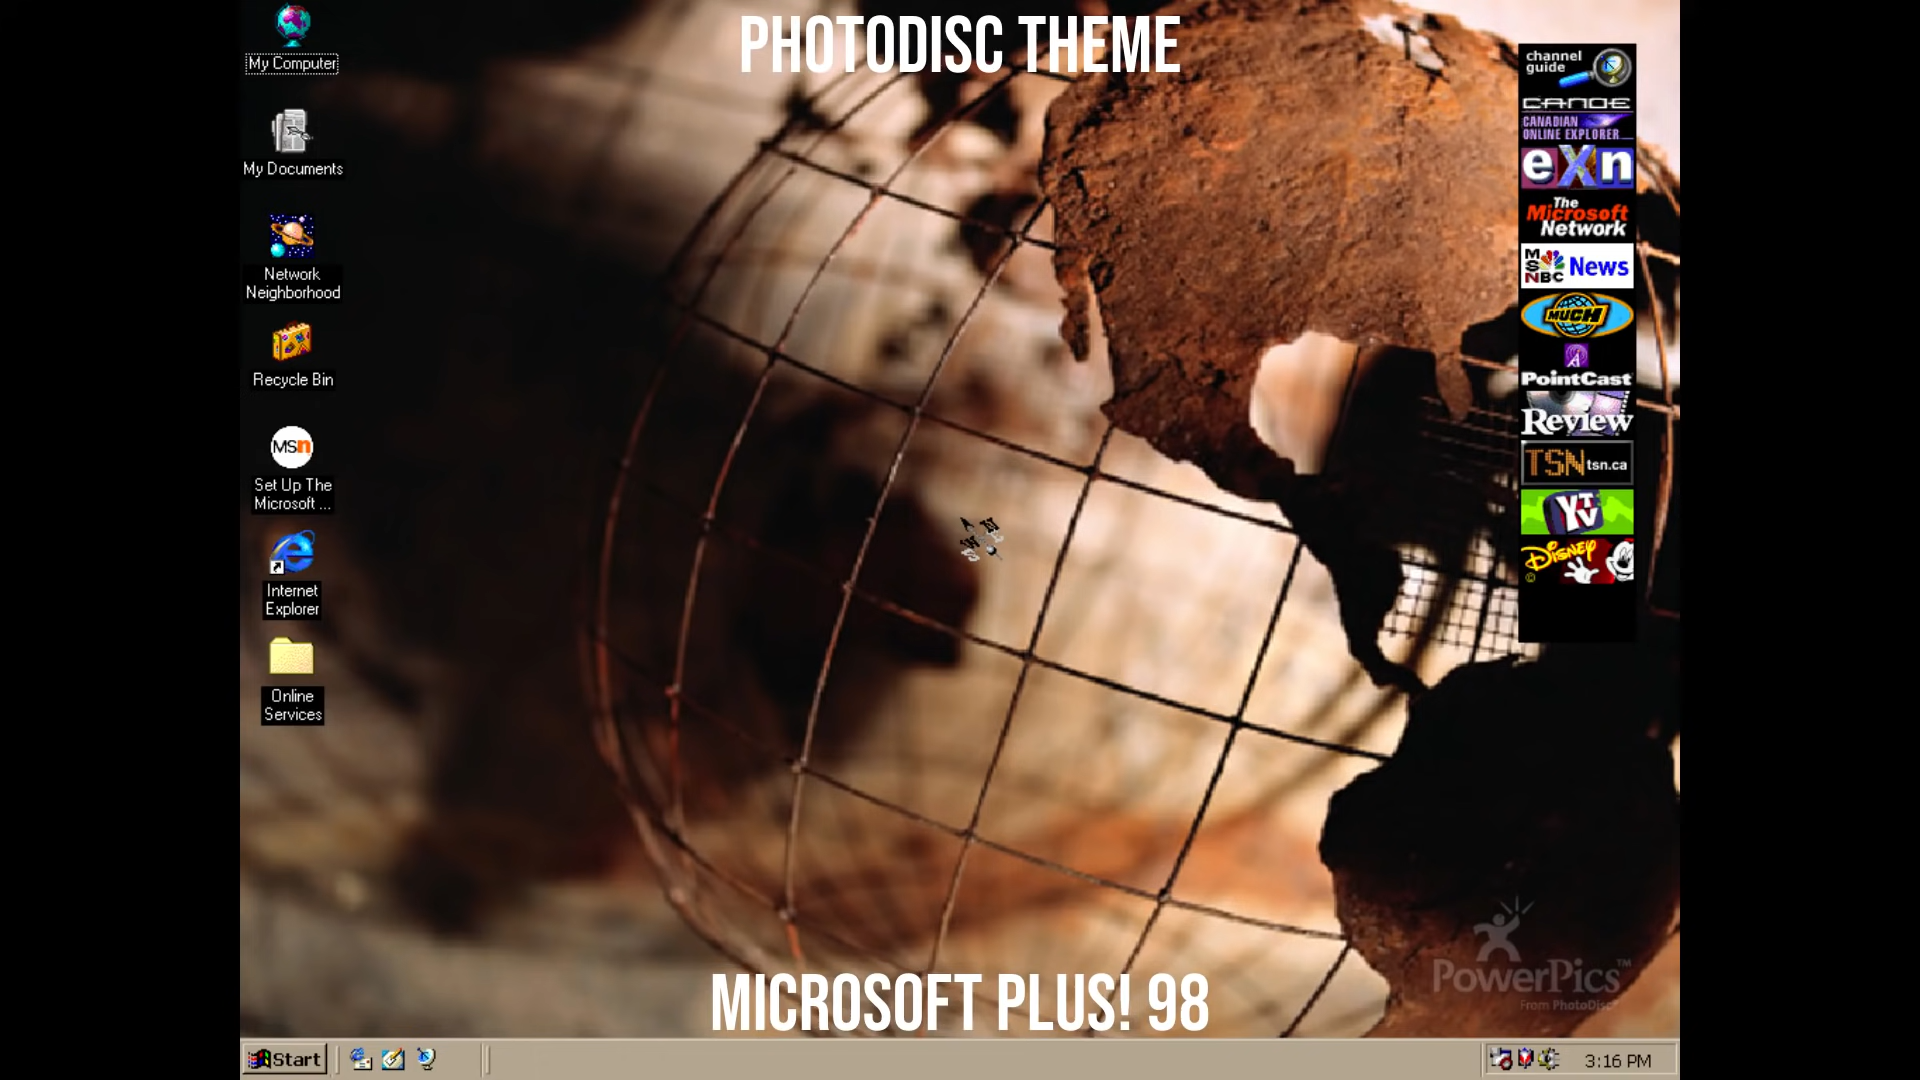 PHOTODISC THEME
My Computer
My Documents
Network
Neighborhood
Recycle Bin
MSn
Set Up The
Microsoft ...
Internet
Explorer
Online
Services
channel
guide
CANOE
CANADIAN
ONLINE EXPLORER
eXn
The
Microsoft
Network
MSNBC News
MUCH
PointCast
Review
TSN tsn.ca
YTV
DISNEY
©
N
W
S
PowerPics™
From PhotoDisc®
MICROSOFT PLUS! 98
Start
3:16 PM